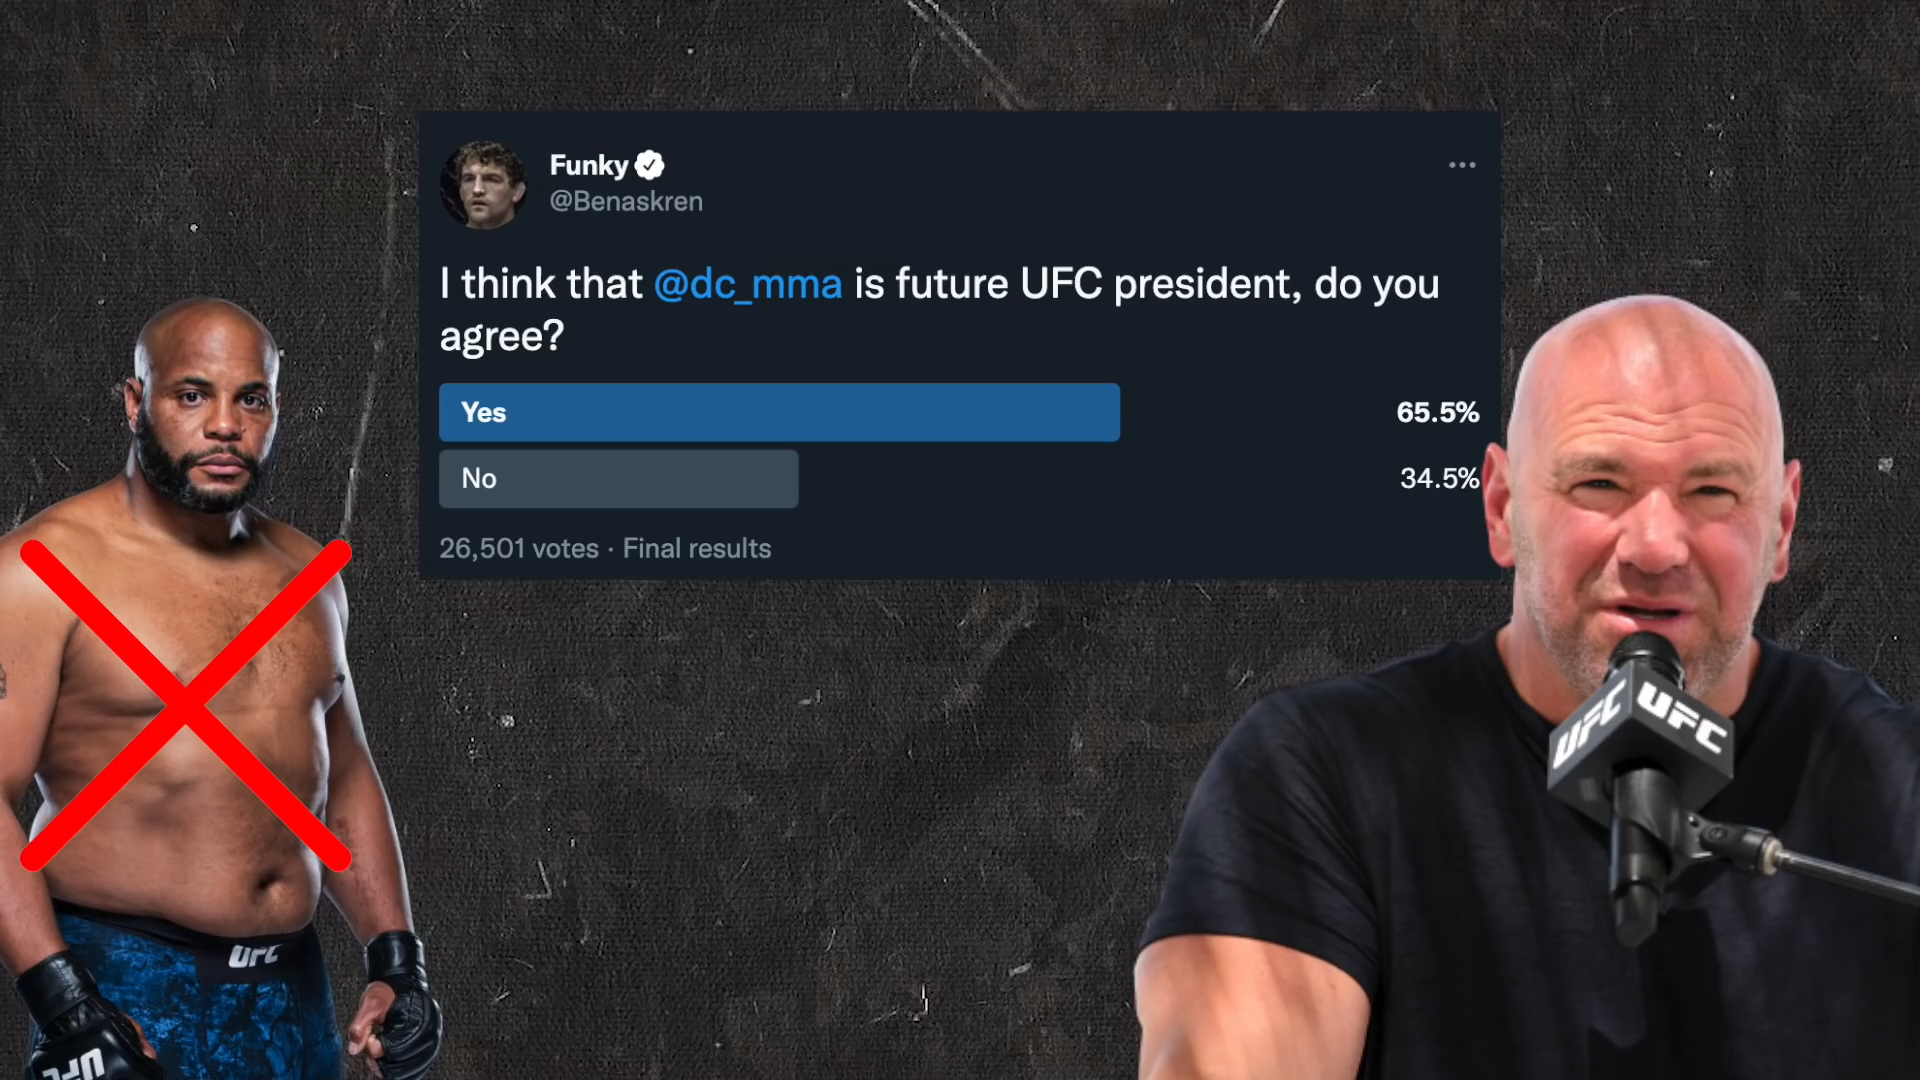 Funky
@Benaskren
I think that @dc_mma is future UFC president, do you
agree?
Yes 65.5%
No 34.5%
26,501 votes · Final results
UFC UFC
UFC
UFC